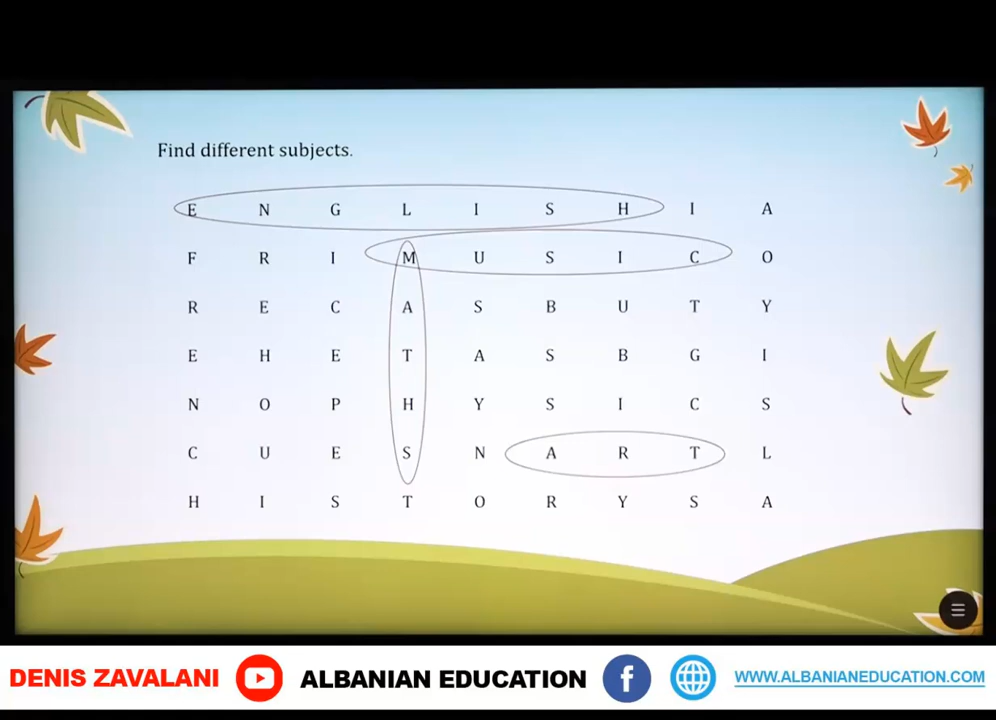 Find different subjects.
E N G L I S H I A
F R I M U S I C O
R E C A S B U T Y
E H E T A S B G I
N O P H Y S I C S
C U E S N A R T L
H I S T O R Y S A
DENIS ZAVALANI ALBANIAN EDUCATION f WWW.ALBANIANEDUCATION.COM